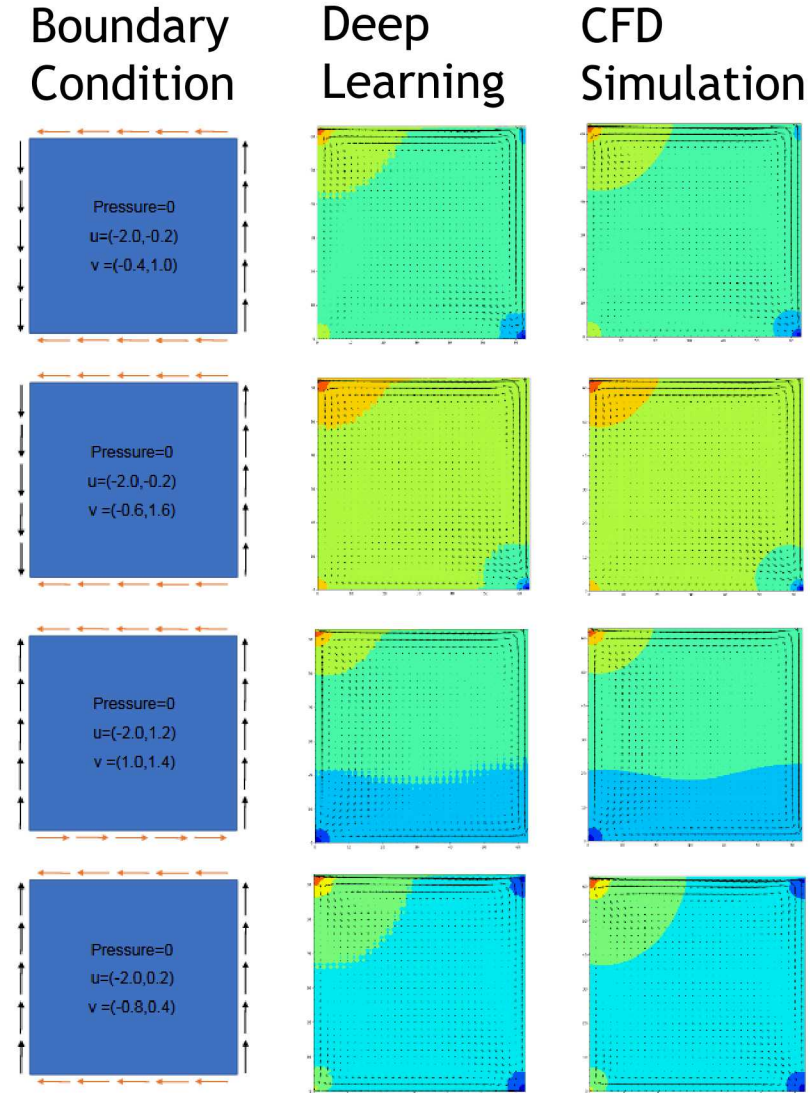 Boundary
Condition
Deep
Learning
CFD
Simulation
Pressure=0
u=(-2.0,-0.2)
v =(-0.4,1.0)
Pressure=0
u=(-2.0,-0.2)
v =(-0.6,1.6)
Pressure=0
u=(-2.0,1.2)
v =(1.0,1.4)
Pressure=0
u=(-2.0,0.2)
v =(-0.8,0.4)